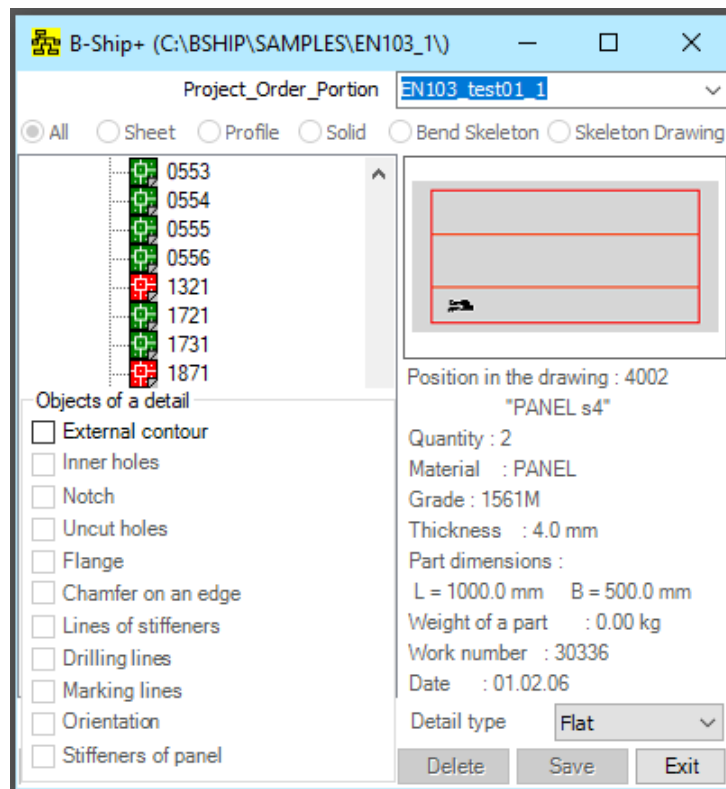 B-Ship+ (C:\BSHIP\SAMPLES\EN103_1\)
Project_Order_Portion EN103_test01_1
All Sheet Profile Solid Bend Skeleton Skeleton Drawing
0553
0554
0555
0556
1321
1721
1731
1871
Objects of a detail
External contour
Inner holes
Notch
Uncut holes
Flange
Chamfer on an edge
Lines of stiffeners
Drilling lines
Marking lines
Orientation
Stiffeners of panel
Position in the drawing : 4002
"PANEL s4"
Quantity : 2
Material : PANEL
Grade : 1561M
Thickness : 4.0 mm
Part dimensions :
L = 1000.0 mm B = 500.0 mm
Weight of a part : 0.00 kg
Work number : 30336
Date : 01.02.06
Detail type Flat
Delete Save Exit